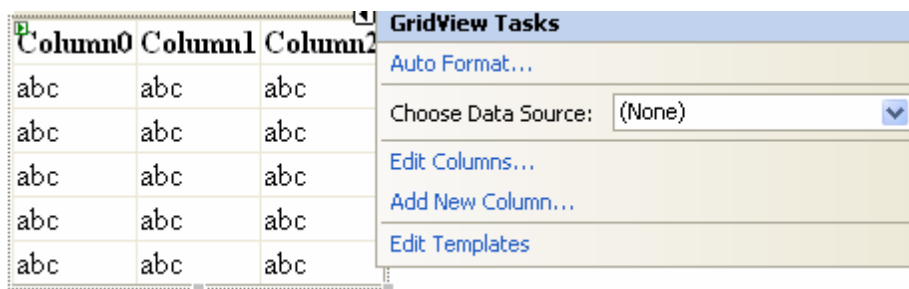 Column0 Column1 Column2
abc abc abc
abc abc abc
abc abc abc
abc abc abc
abc abc abc
GridView Tasks
Auto Format...
Choose Data Source: (None)
Edit Columns...
Add New Column...
Edit Templates